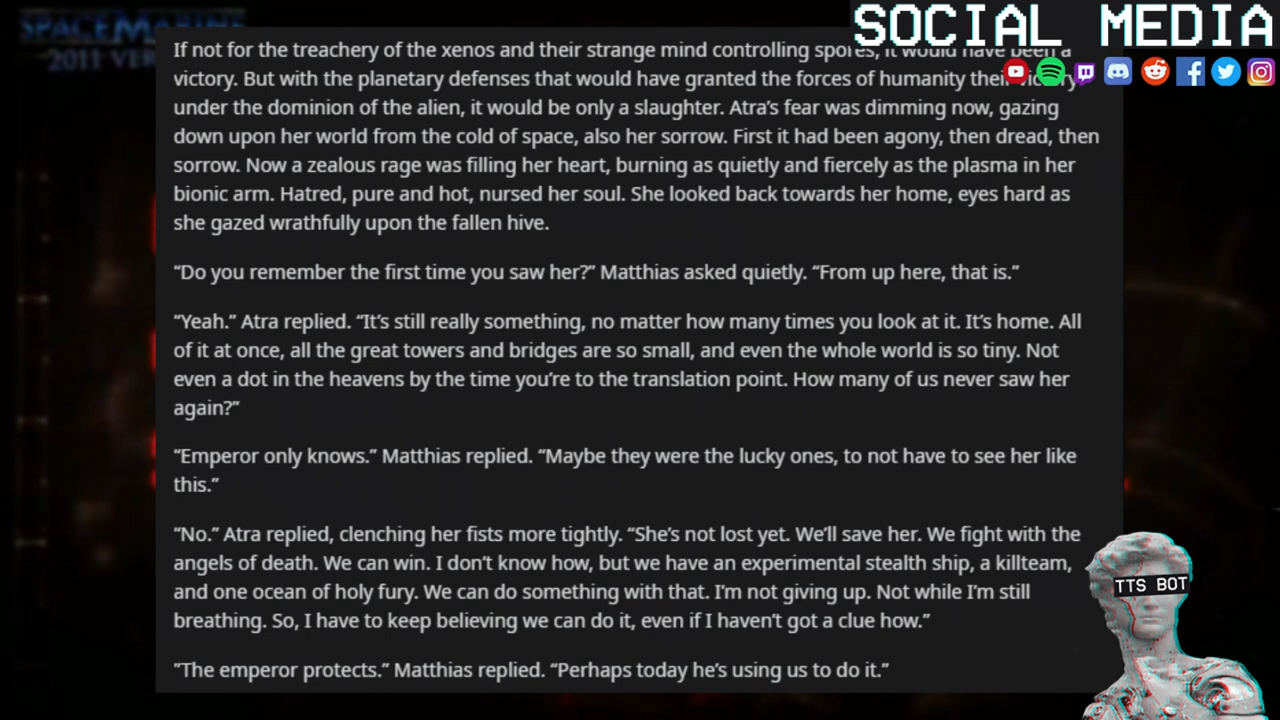 SPACE MARINE
SOCIAL MEDIA
2011 VER
If not for the treachery of the xenos and their strange mind controlling spores, it would have been a
victory. But with the planetary defenses that would have granted the forces of humanity their victory
under the dominion of the alien, it would be only a slaughter. Atra’s fear was dimming now, gazing
down upon her world from the cold of space, also her sorrow. First it had been agony, then dread, then
sorrow. Now a zealous rage was filling her heart, burning as quietly and fiercely as the plasma in her
bionic arm. Hatred, pure and hot, nursed her soul. She looked back towards her home, eyes hard as
she gazed wrathfully upon the fallen hive.
“Do you remember the first time you saw her?” Matthias asked quietly. “From up here, that is.”
“Yeah.” Atra replied. “It’s still really something, no matter how many times you look at it. It’s home. All
of it at once, all the great towers and bridges are so small, and even the whole world is so tiny. Not
even a dot in the heavens by the time you’re to the translation point. How many of us never saw her
again?”
“Emperor only knows.” Matthias replied. “Maybe they were the lucky ones, to not have to see her like
this.”
“No.” Atra replied, clenching her fists more tightly. “She’s not lost yet. We’ll save her. We fight with the
angels of death. We can win. I don’t know how, but we have an experimental stealth ship, a killteam,
and one ocean of holy fury. We can do something with that. I’m not giving up. Not while I’m still
breathing. So, I have to keep believing we can do it, even if I haven’t got a clue how.”
“The emperor protects.” Matthias replied. “Perhaps today he’s using us to do it.”
TTS BOT